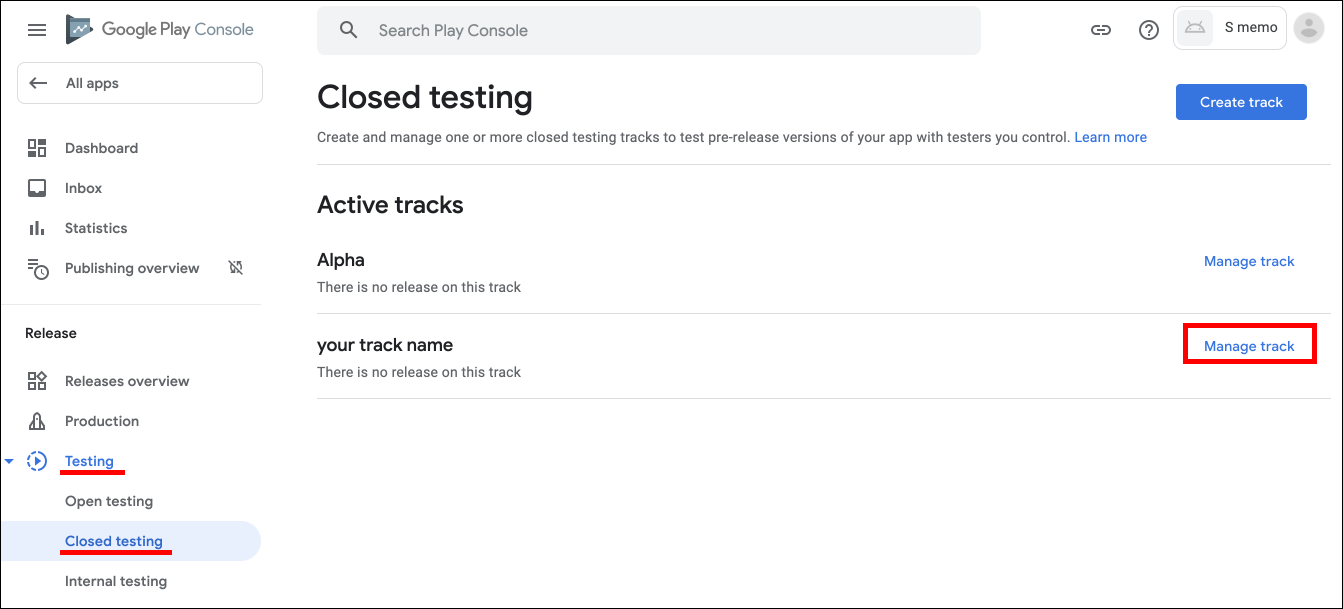 Google Play Console
Search Play Console
S memo
All apps
Dashboard
Inbox
Statistics
Publishing overview
Release
Releases overview
Production
Testing
Open testing
Closed testing
Internal testing
Closed testing
Create track
Create and manage one or more closed testing tracks to test pre-release versions of your app with testers you control. Learn more
Active tracks
Alpha
Manage track
There is no release on this track
your track name
Manage track
There is no release on this track